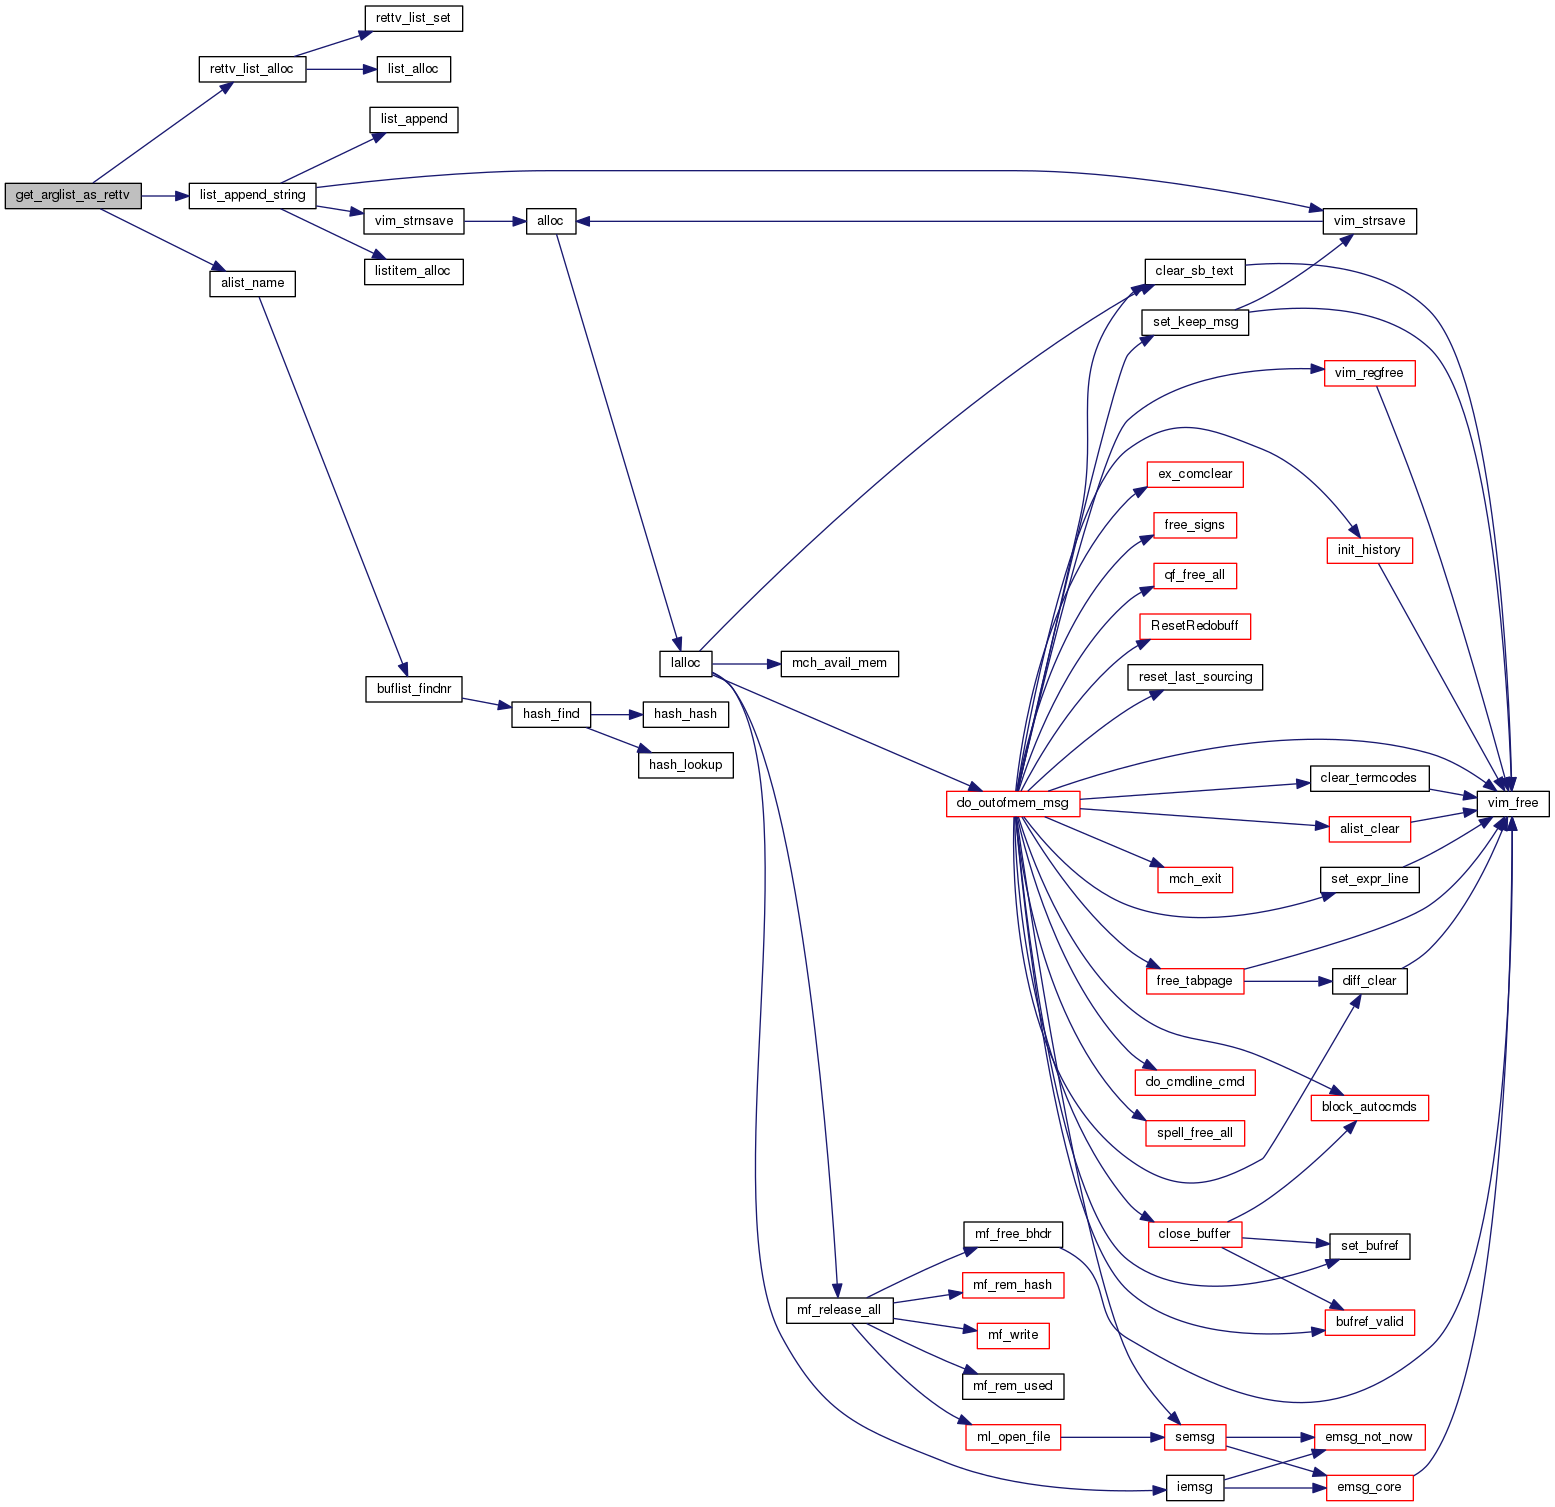 rettv_list_set
rettv_list_alloc
list_alloc
list_append
get_arglist_as_rettv
list_append_string
vim_strnsave
alloc
vim_strsave
listitem_alloc
clear_sb_text
alist_name
set_keep_msg
vim_regfree
ex_comclear
free_signs
init_history
qf_free_all
ResetRedobuff
lalloc
mch_avail_mem
reset_last_sourcing
buflist_findnr
hash_find
hash_hash
hash_lookup
clear_termcodes
do_outofmem_msg
vim_free
alist_clear
mch_exit
set_expr_line
free_tabpage
diff_clear
do_cmdline_cmd
block_autocmds
spell_free_all
mf_free_bhdr
close_buffer
set_bufref
mf_rem_hash
mf_release_all
bufref_valid
mf_write
mf_rem_used
ml_open_file
semsg
emsg_not_now
iemsg
emsg_core